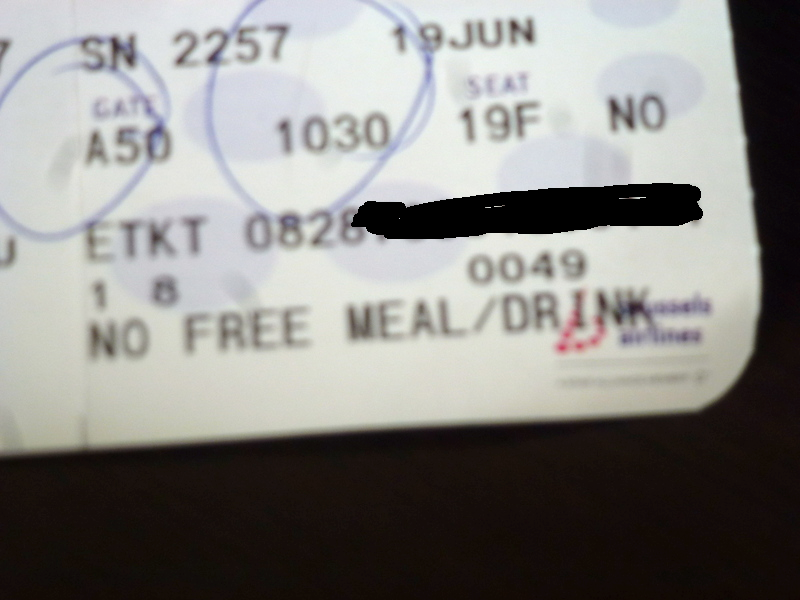 7 SN 2257 19JUN
GATE SEAT
A50 1030 19F NO
ETKT 0828
0049
1 8
NO FREE MEAL/DRINK
brussels
airlines